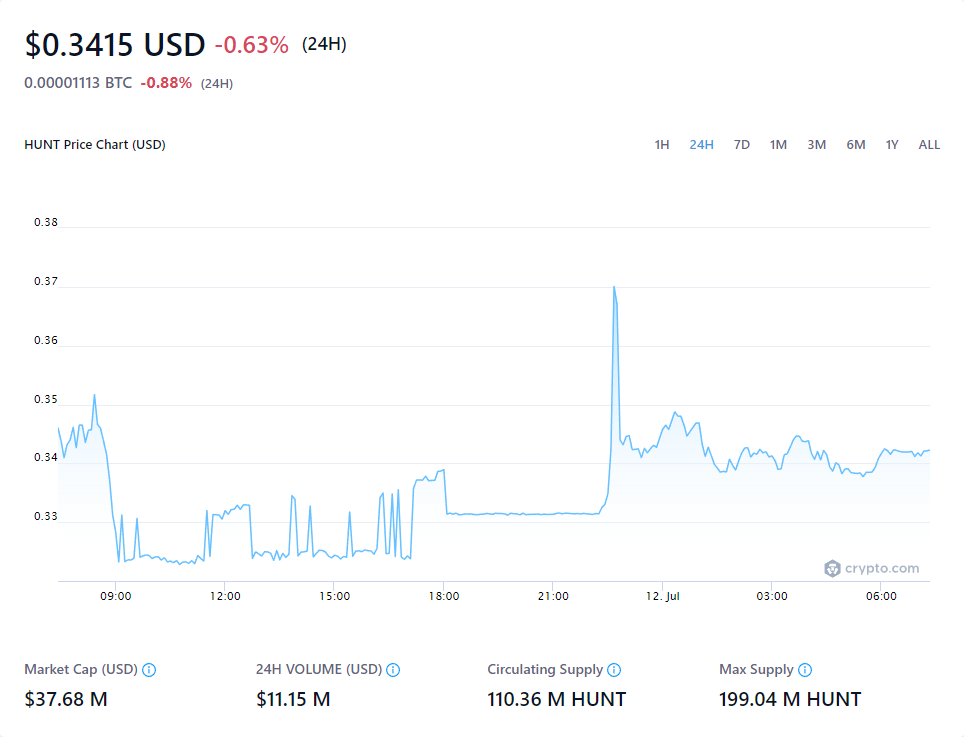 $0.3415 USD -0.63% (24H)
0.00001113 BTC -0.88% (24H)
HUNT Price Chart (USD) 1H 24H 7D 1M 3M 6M 1Y ALL
0.38
0.37
0.36
0.35
0.34
0.33
crypto.com
09:00 12:00 15:00 18:00 21:00 12. Jul 03:00 06:00
Market Cap (USD) 24H VOLUME (USD) Circulating Supply Max Supply
$37.68 M $11.15 M 110.36 M HUNT 199.04 M HUNT